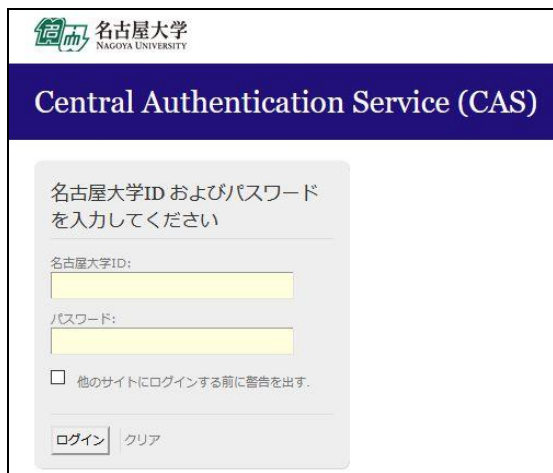 名古屋大学
NAGOYA UNIVERSITY
Central Authentication Service (CAS)
名古屋大学ID およびパスワード
を入力してください
名古屋大学ID:
パスワード:
他のサイトにログインする前に警告を出す.
ログイン クリア